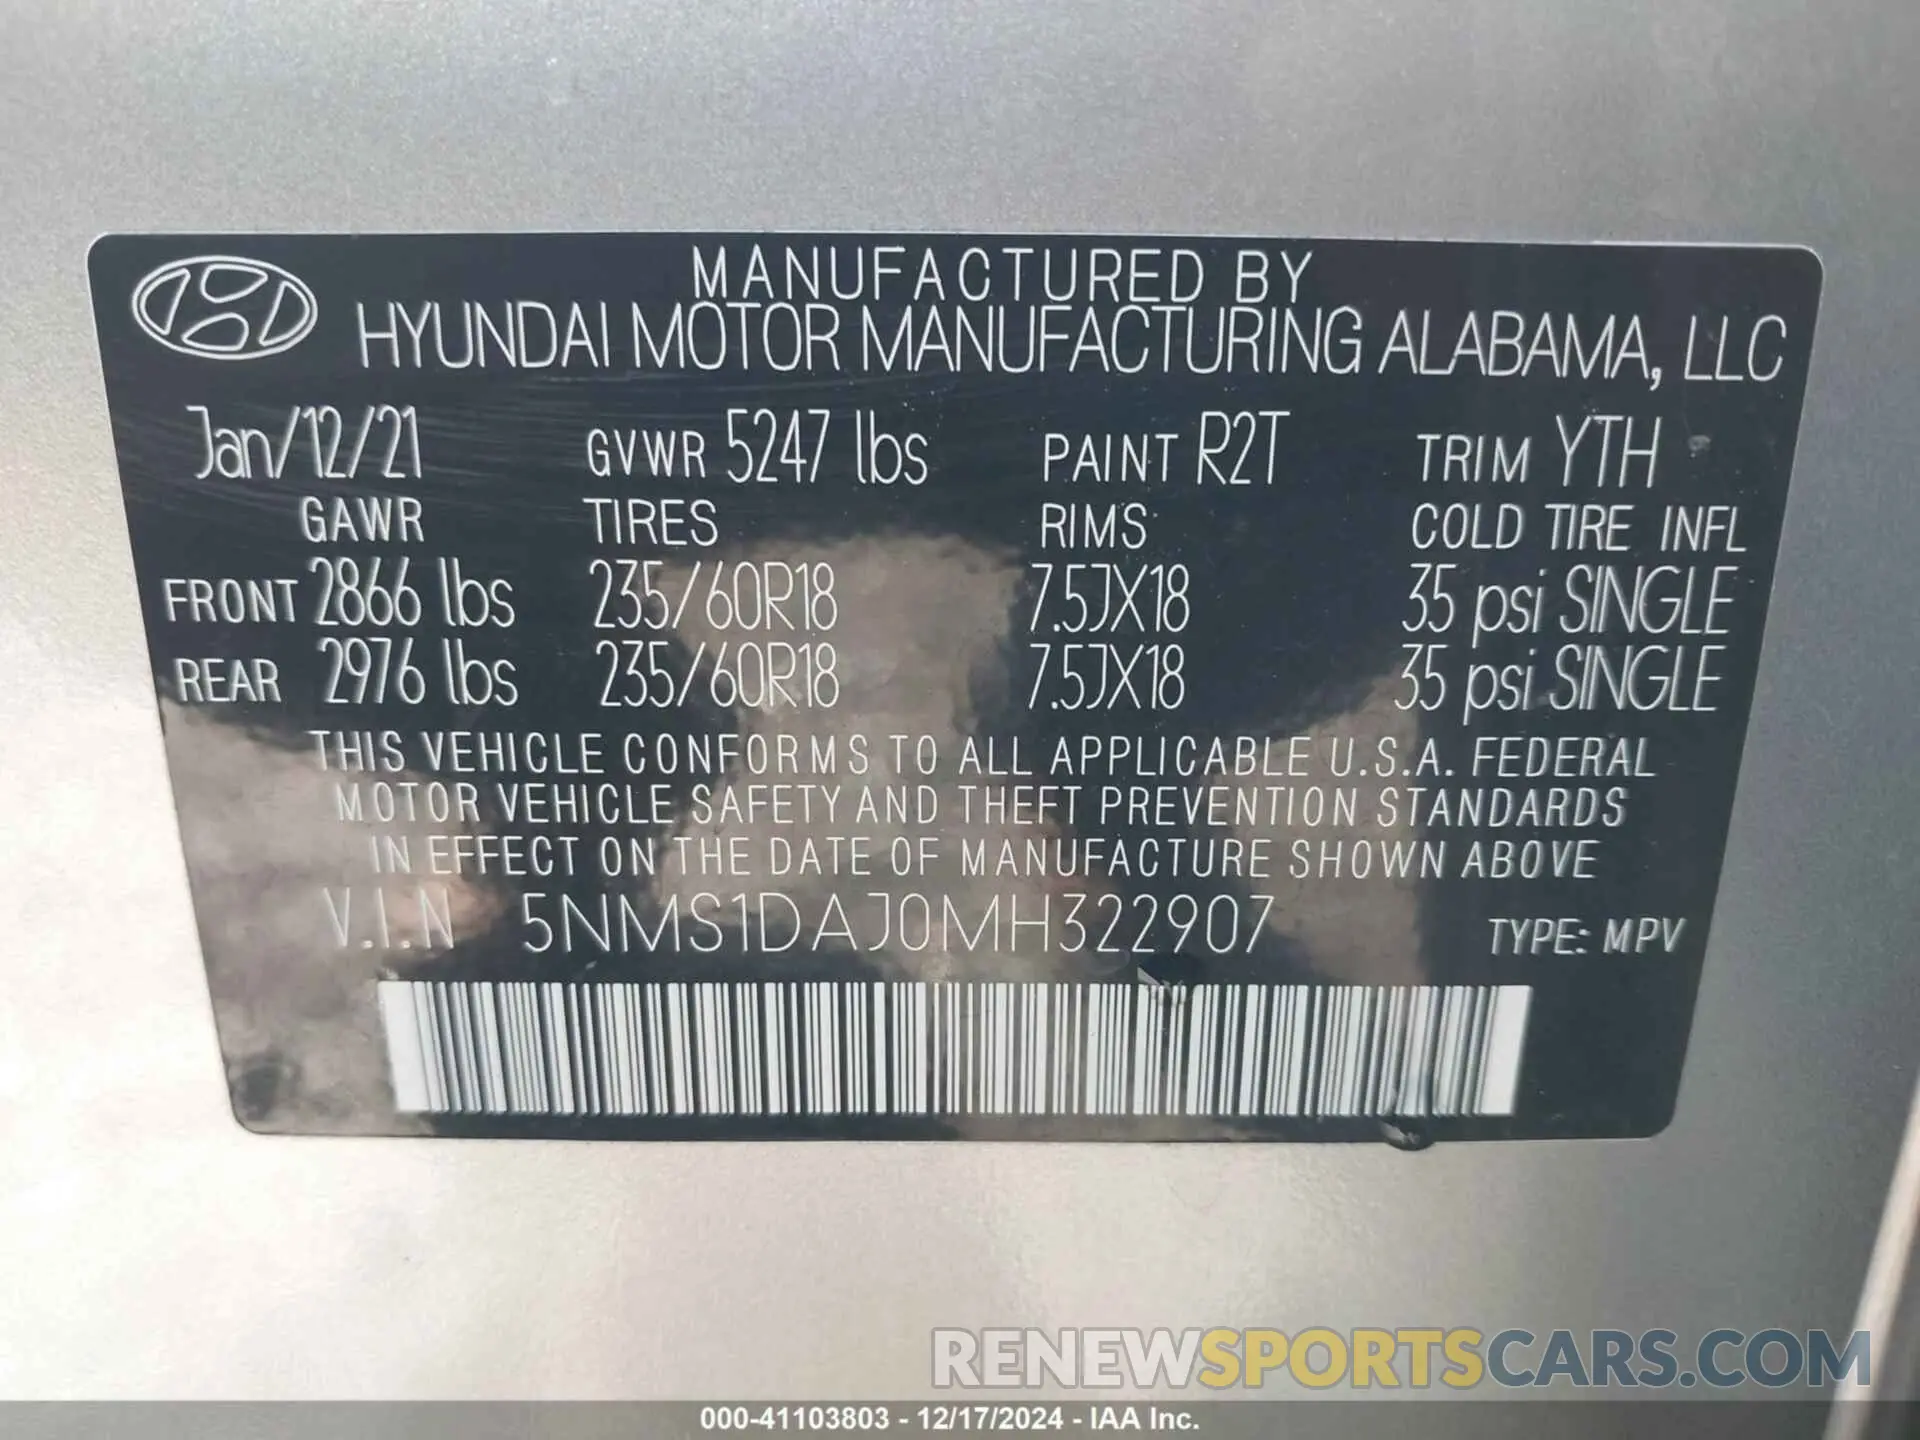 MANUFACTURED BY
HYUNDAI MOTOR MANUFACTURING ALABAMA, LLC
Jan/12/21 GVWR 5247 lbs PAINT R2T TRIM YTH
GAWR TIRES RIMS COLD TIRE INFL
FRONT 2866 lbs 235/60R18 7.5JX18 35 psi SINGLE
REAR 2976 lbs 235/60R18 7.5JX18 35 psi SINGLE
THIS VEHICLE CONFORMS TO ALL APPLICABLE U.S.A. FEDERAL
MOTOR VEHICLE SAFETY AND THEFT PREVENTION STANDARDS
IN EFFECT ON THE DATE OF MANUFACTURE SHOWN ABOVE
V.I.N 5NMS1DAJ0MH322907 TYPE: MPV
RENEWSPORTSCARS.COM
000-41103803 - 12/17/2024 - IAA Inc.